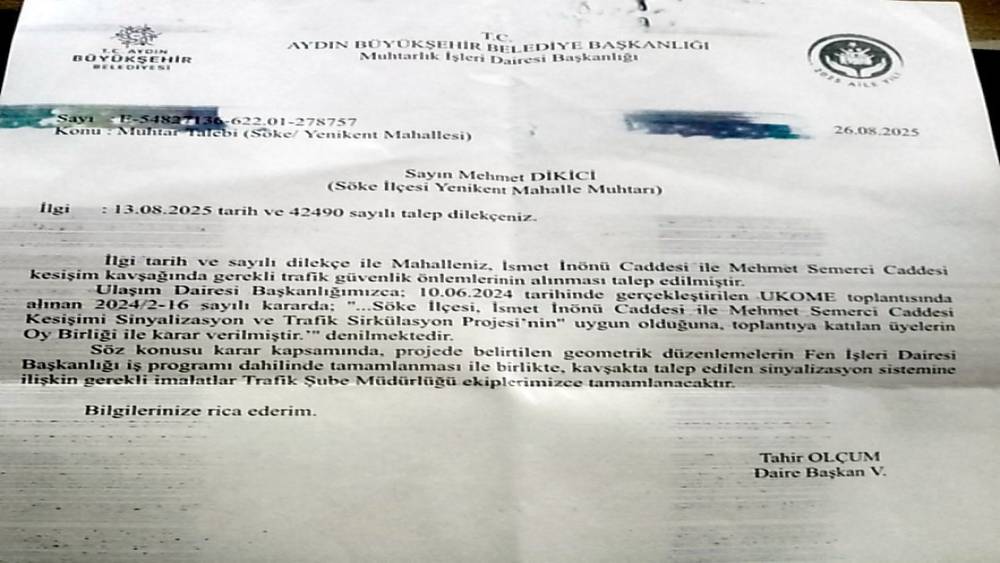 T.C. AYDIN
BÜYÜKŞEHİR
BELEDİYESİ
T.C.
AYDIN BÜYÜKŞEHİR BELEDİYE BAŞKANLIĞI
Muhtarlık İşleri Dairesi Başkanlığı
2025 AİLE YILI
Sayı : E-54827136-622.01-278757
26.08.2025
Konu : Muhtar Talebi (Söke/ Yenikent Mahallesi)
Sayın Mehmet DİKİCİ
(Söke İlçesi Yenikent Mahalle Muhtarı)
İlgi : 13.08.2025 tarih ve 42490 sayılı talep dilekçeniz.
İlgi tarih ve sayılı dilekçe ile Mahalleniz, İsmet İnönü Caddesi ile Mehmet Semerci Caddesi
kesişim kavşağında gerekli trafik güvenlik önlemlerinin alınması talep edilmiştir.
Ulaşım Dairesi Başkanlığımızca; 10.06.2024 tarihinde gerçekleştirilen UKOME toplantısında
alınan 2024/2-16 sayılı kararda; "...Söke İlçesi, İsmet İnönü Caddesi ile Mehmet Semerci Caddesi
Kesişimi Sinyalizasyon ve Trafik Sirkülasyon Projesi'nin" uygun olduğuna, toplantıya katılan üyelerin
Oy Birliği ile karar verilmiştir.'" denilmektedir.
Söz konusu karar kapsamında, projede belirtilen geometrik düzenlemelerin Fen İşleri Dairesi
Başkanlığı iş programı dahilinde tamamlanması ile birlikte, kavşakta talep edilen sinyalizasyon sistemine
ilişkin gerekli imalatlar Trafik Şube Müdürlüğü ekiplerimizce tamamlanacaktır.
Bilgilerinize rica ederim.
Tahir OLÇUM
Daire Başkan V.